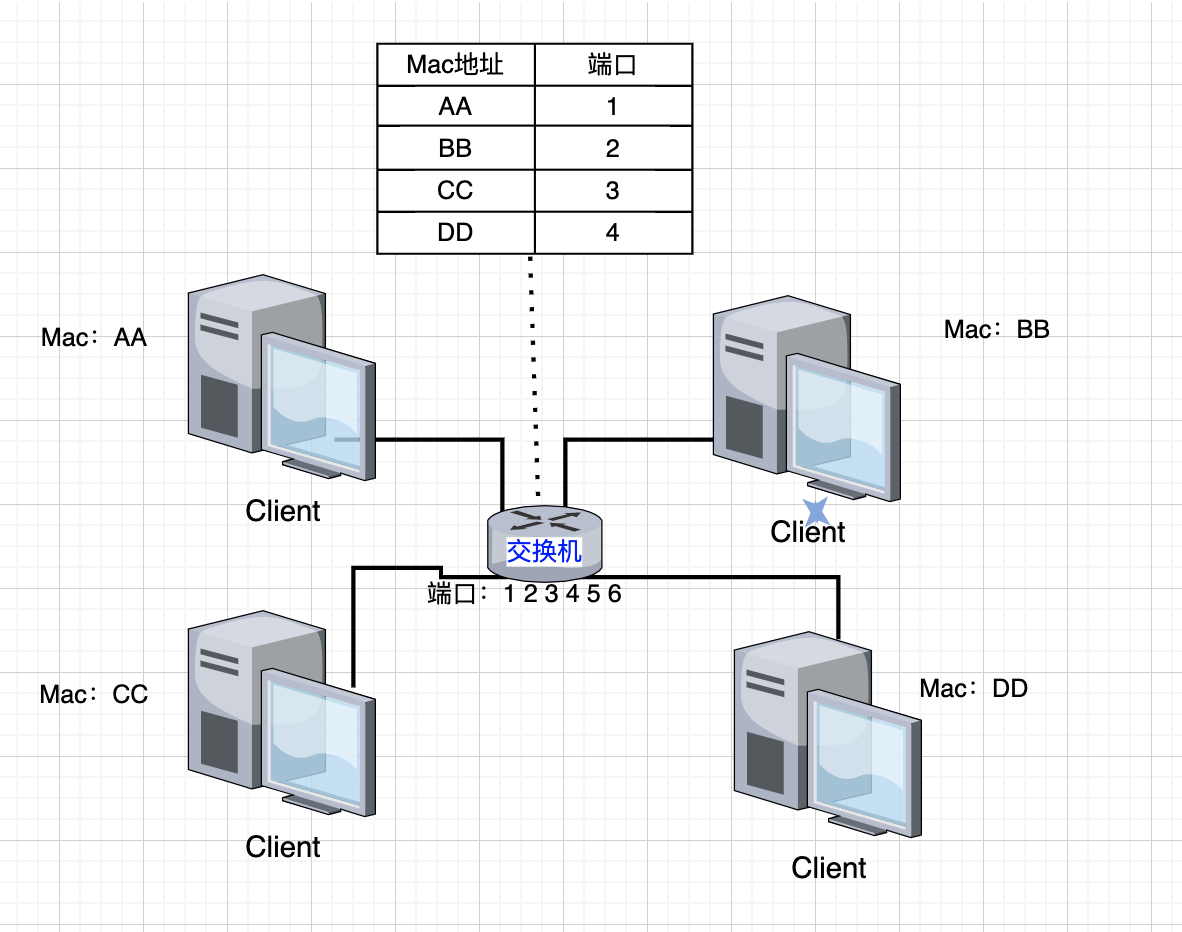 Mac地址 端口
AA 1
BB 2
CC 3
DD 4
Mac：AA
Mac：BB
Client
Client
交换机
端口：1 2 3 4 5 6
Mac：CC
Mac：DD
Client
Client